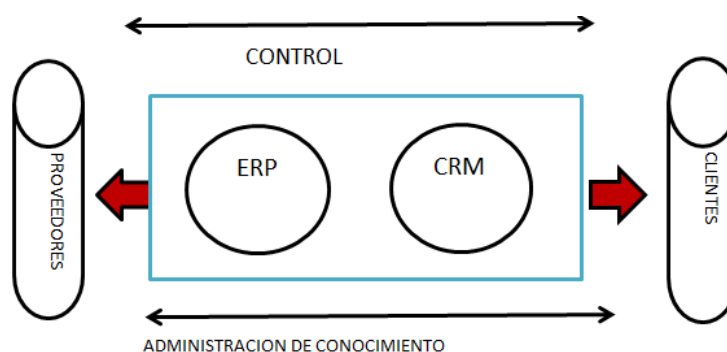 CONTROL
PROVEEDORES
ERP
CRM
CLIENTES
ADMINISTRACION DE CONOCIMIENTO